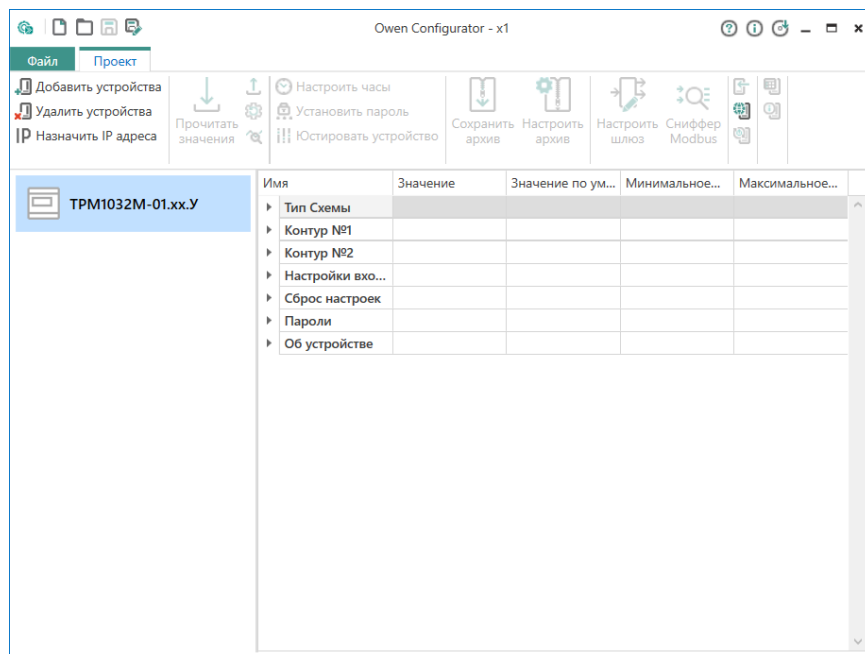 Owen Configurator - x1
Файл
Проект
Добавить устройства
Удалить устройства
IP Назначить IP адреса
Прочитать
значения
Настроить часы
Установить пароль
Юстировать устройство
Сохранить
архив
Настроить
архив
Настроить
шлюз
Сниффер
Modbus
ТРМ1032М-01.хх.У
Имя
Значение
Значение по ум...
Минимальное...
Максимальное...
Тип Схемы
Контур №1
Контур №2
Настройки вхо...
Сброс настроек
Пароли
Об устройстве